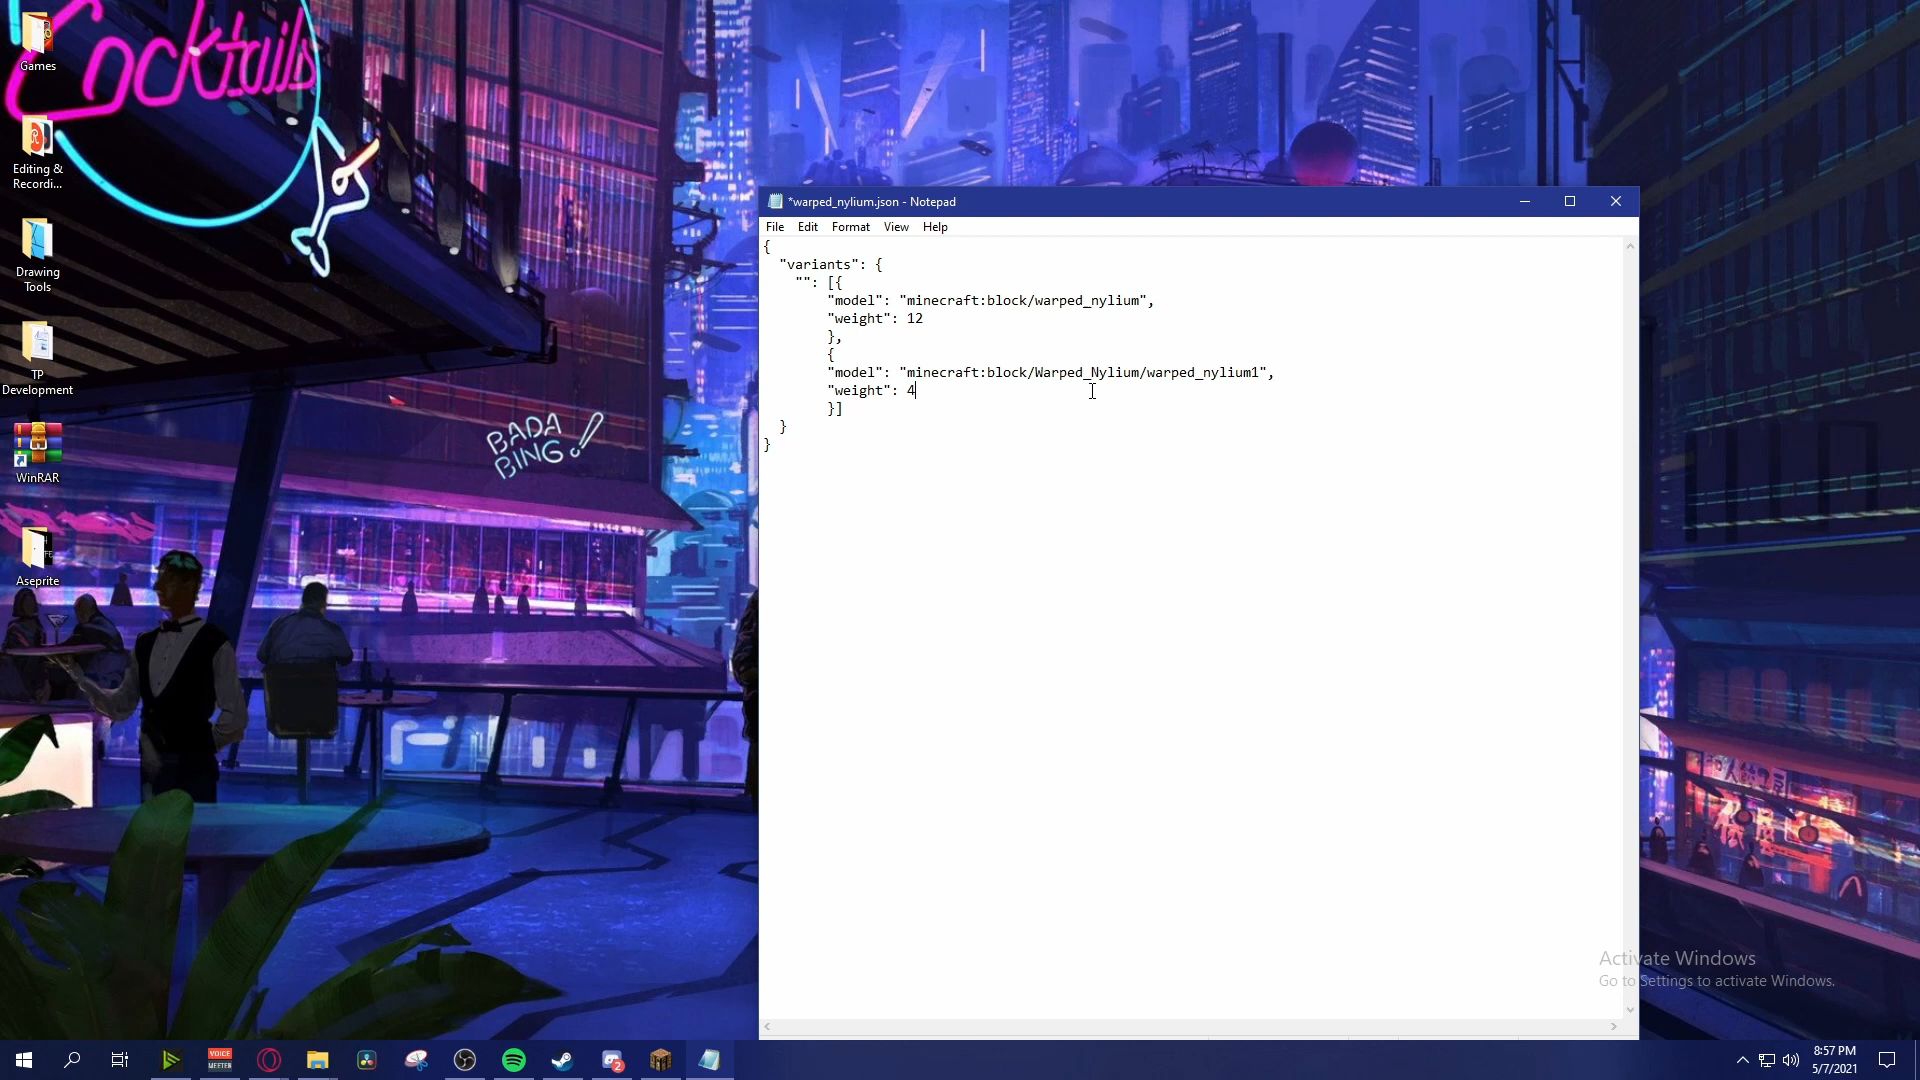 Cocktails
Games
Editing &
Recordi...
Drawing
Tools
TP
Development
WinRAR
Aseprite
BADA
BING!
*warped_nylium.json - Notepad
File Edit Format View Help
{
"variants": {
"": [{
"model": "minecraft:block/warped_nylium",
"weight": 12
},
{
"model": "minecraft:block/Warped_Nylium/warped_nylium1",
"weight": 4
}]
}
}
Activate Windows
Go to Settings to activate Windows.
VOICE
MEETER
2
8:57 PM
5/7/2021